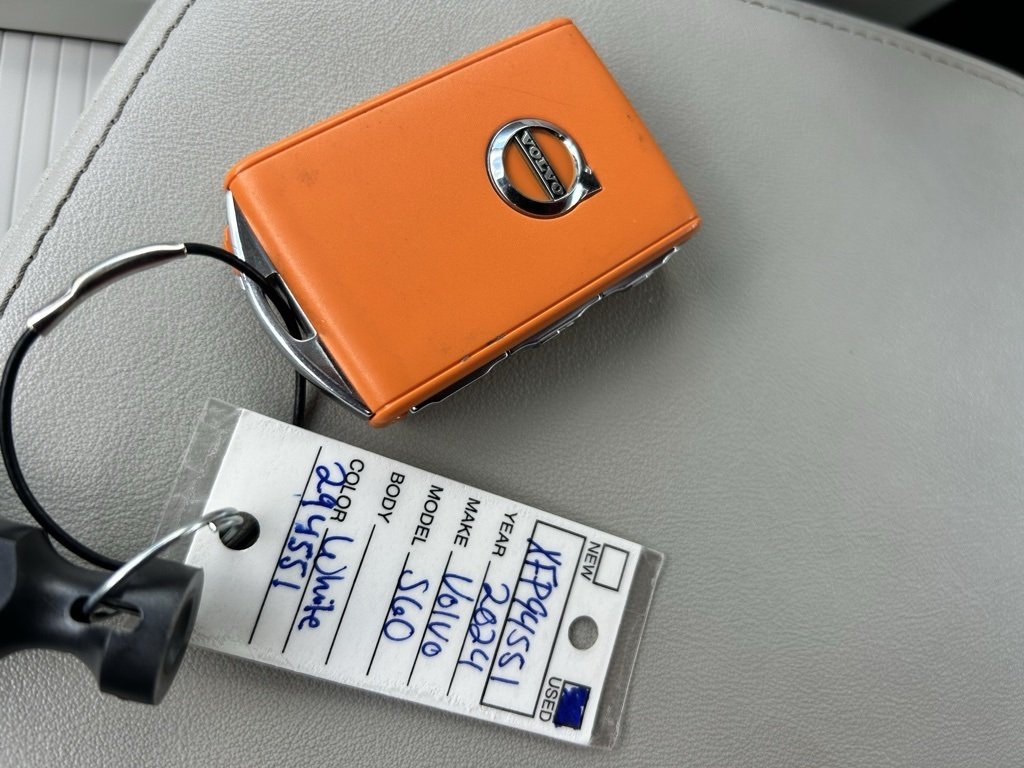 VOLVO
NEW
USED
XFP94551
YEAR 2024
MAKE Volvo
MODEL S60
BODY
COLOR White
294551